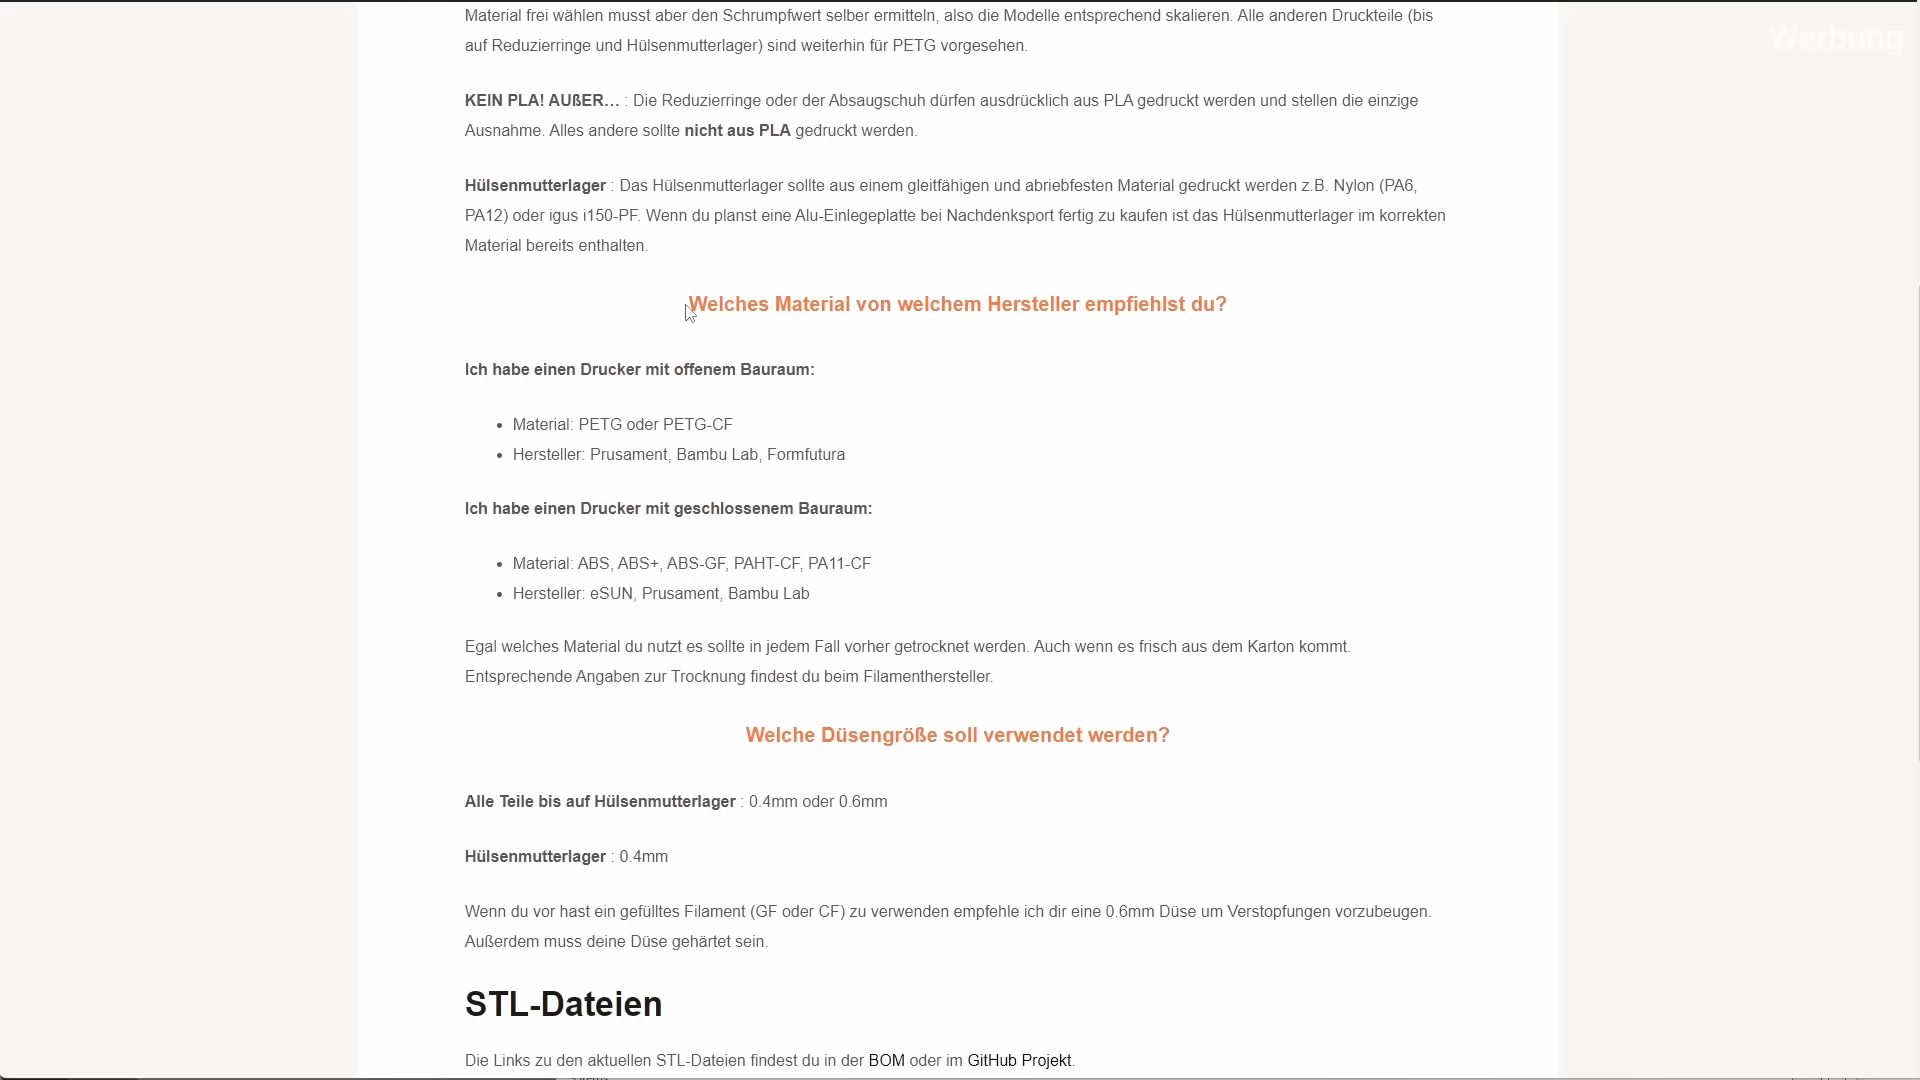 Material frei wählen musst aber den Schrumpfwert selber ermitteln, also die Modelle entsprechend skalieren. Alle anderen Druckteile (bis
auf Reduzierringe und Hülsenmutterlager) sind weiterhin für PETG vorgesehen.
Werbung
KEIN PLA! AUßER… : Die Reduzierringe oder der Absaugschuh dürfen ausdrücklich aus PLA gedruckt werden und stellen die einzige
Ausnahme. Alles andere sollte nicht aus PLA gedruckt werden.
Hülsenmutterlager : Das Hülsenmutterlager sollte aus einem gleitfähigen und abriebfesten Material gedruckt werden z.B. Nylon (PA6,
PA12) oder igus i150-PF. Wenn du planst eine Alu-Einlegeplatte bei Nachdenksport fertig zu kaufen ist das Hülsenmutterlager im korrekten
Material bereits enthalten.
Welches Material von welchem Hersteller empfiehlst du?
Ich habe einen Drucker mit offenem Bauraum:
• Material: PETG oder PETG-CF
• Hersteller: Prusament, Bambu Lab, Formfutura
Ich habe einen Drucker mit geschlossenem Bauraum:
• Material: ABS, ABS+, ABS-GF, PAHT-CF, PA11-CF
• Hersteller: eSUN, Prusament, Bambu Lab
Egal welches Material du nutzt es sollte in jedem Fall vorher getrocknet werden. Auch wenn es frisch aus dem Karton kommt.
Entsprechende Angaben zur Trocknung findest du beim Filamenthersteller.
Welche Düsengröße soll verwendet werden?
Alle Teile bis auf Hülsenmutterlager : 0.4mm oder 0.6mm
Hülsenmutterlager : 0.4mm
Wenn du vor hast ein gefülltes Filament (GF oder CF) zu verwenden empfehle ich dir eine 0.6mm Düse um Verstopfungen vorzubeugen.
Außerdem muss deine Düse gehärtet sein.
STL-Dateien
Die Links zu den aktuellen STL-Dateien findest du in der BOM oder im GitHub Projekt.